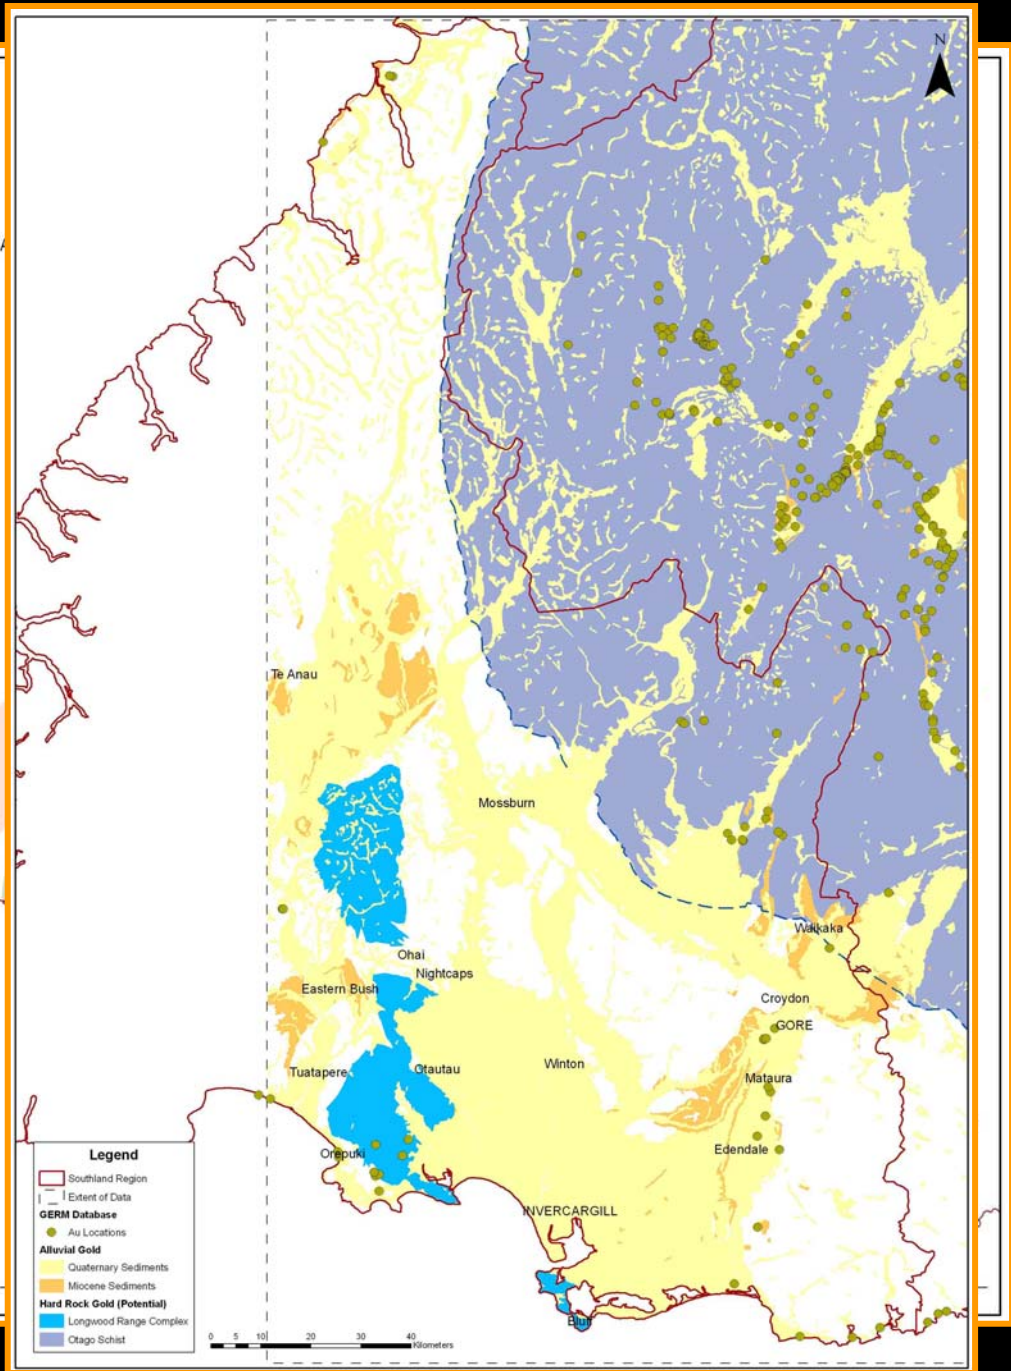 N
A
Te Anau
Mossburn
Waikaka
Ohai
Nightcaps
Eastern Bush
Croydon
GORE
Winton
Tuatapere
Otautau
Mataura
Orepuki
Edendale
INVERCARGILL
Bluff
Legend
Southland Region
Extent of Data
GERM Database
Au Locations
Alluvial Gold
Quaternary Sediments
Miocene Sediments
Hard Rock Gold (Potential)
Longwood Range Complex
Otago Schist
0 5 10 20 30 40
Kilometers